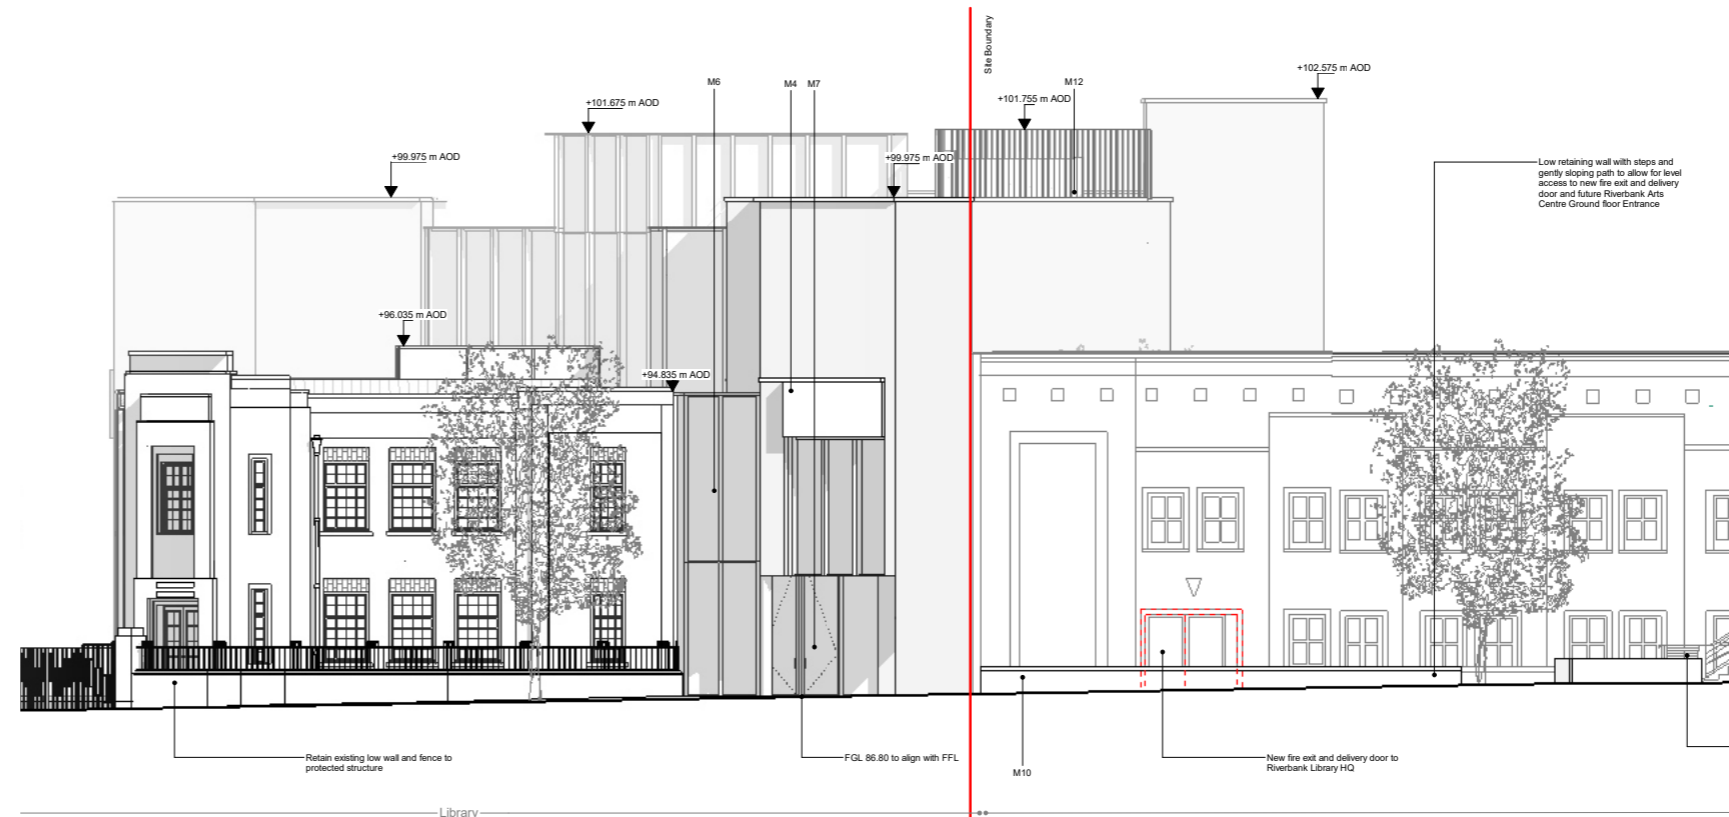 Site Boundary
+102.575 m AOD
M6
M4
M7
M12
+101.675 m AOD
+101.755 m AOD
+99.975 m AOD
+99.975 m AOD
Low retaining wall with steps and
gently sloping path to allow for level
access to new fire exit and delivery
door and future Riverbank Arts
Centre Ground floor Entrance
+96.035 m AOD
+94.835 m AOD
Retain existing low wall and fence to
protected structure
FGL 86.80 to align with FFL
M10
New fire exit and delivery door to
Riverbank Library HQ
Library